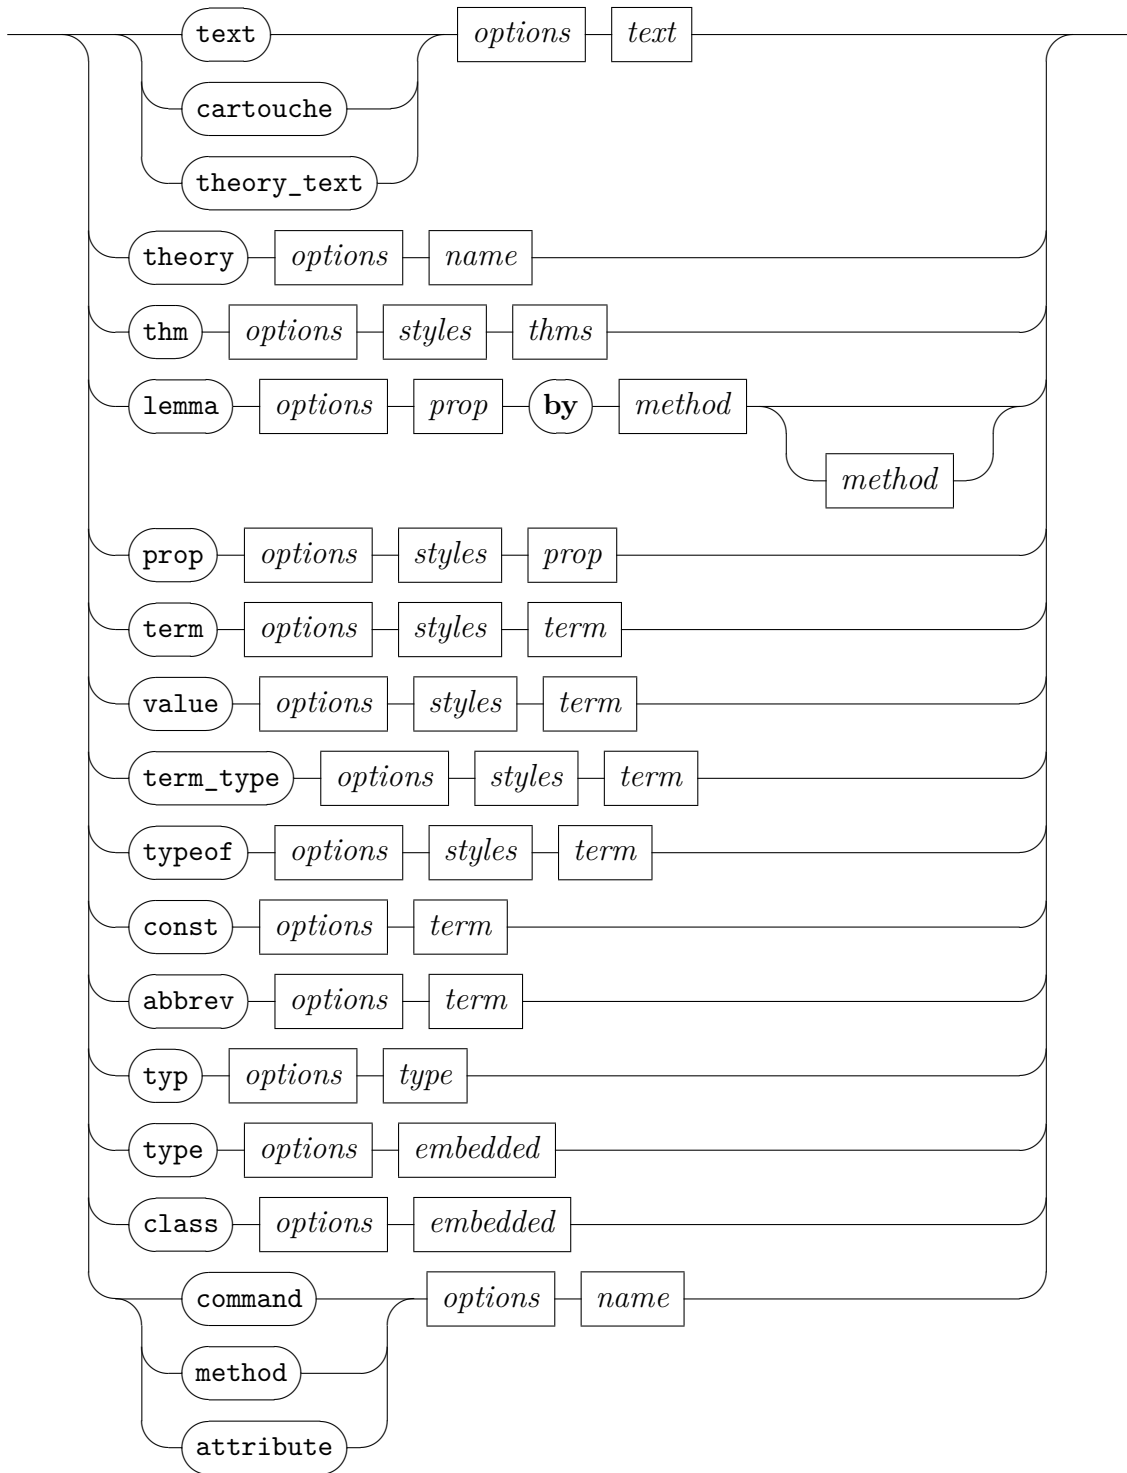 text options text
cartouche
theory_text
theory options name
thm options styles thms
lemma options prop by method
method
prop options styles prop
term options styles term
value options styles term
term_type options styles term
typeof options styles term
const options term
abbrev options term
typ options type
type options embedded
class options embedded
command options name
method
attribute